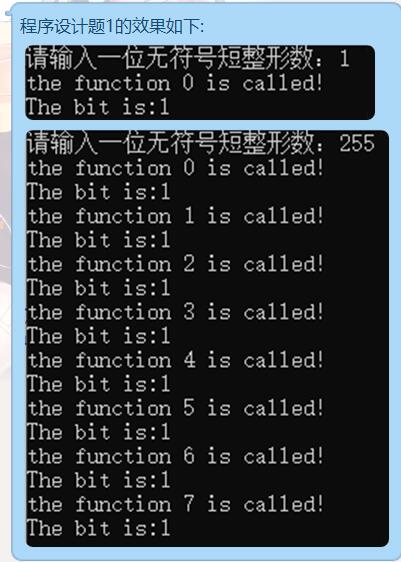 程序设计题1的效果如下:
请输入一位无符号短整形数：1
the function 0 is called!
The bit is:1
请输入一位无符号短整形数：255
the function 0 is called!
The bit is:1
the function 1 is called!
The bit is:1
the function 2 is called!
The bit is:1
the function 3 is called!
The bit is:1
the function 4 is called!
The bit is:1
the function 5 is called!
The bit is:1
the function 6 is called!
The bit is:1
the function 7 is called!
The bit is:1